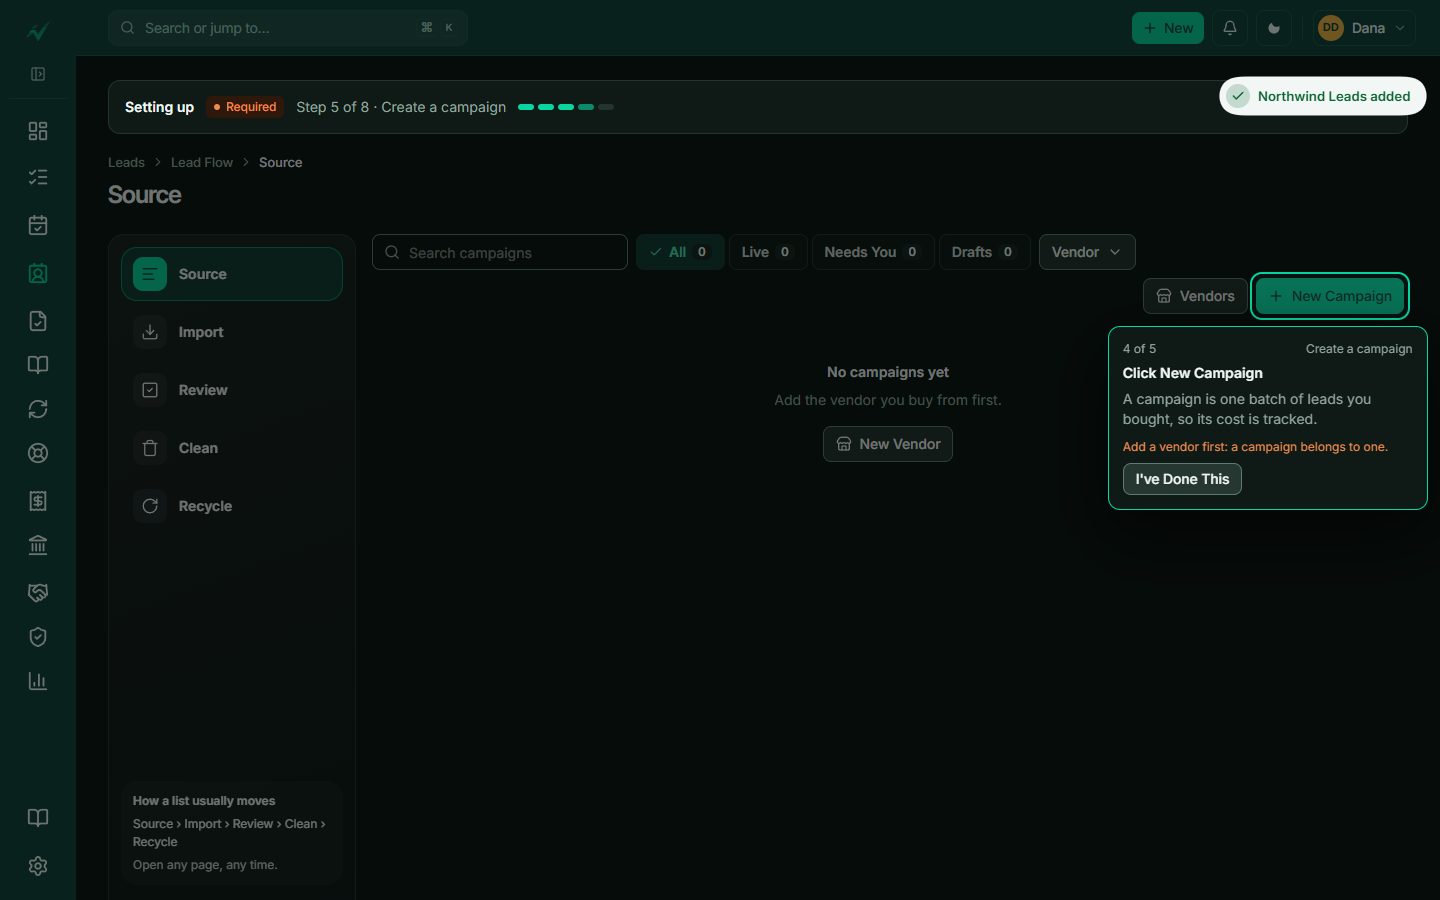 Search or jump to...
⌘ K
New
DD
Dana
Setting up
Required
Step 5 of 8 · Create a campaign
Northwind Leads added
Leads > Lead Flow > Source
Source
Source
Import
Review
Clean
Recycle
Search campaigns
All 0
Live 0
Needs You 0
Drafts 0
Vendor
Vendors
New Campaign
No campaigns yet
Add the vendor you buy from first.
New Vendor
4 of 5
Create a campaign
Click New Campaign
A campaign is one batch of leads you
bought, so its cost is tracked.
Add a vendor first: a campaign belongs to one.
I've Done This
How a list usually moves
Source › Import › Review › Clean ›
Recycle
Open any page, any time.